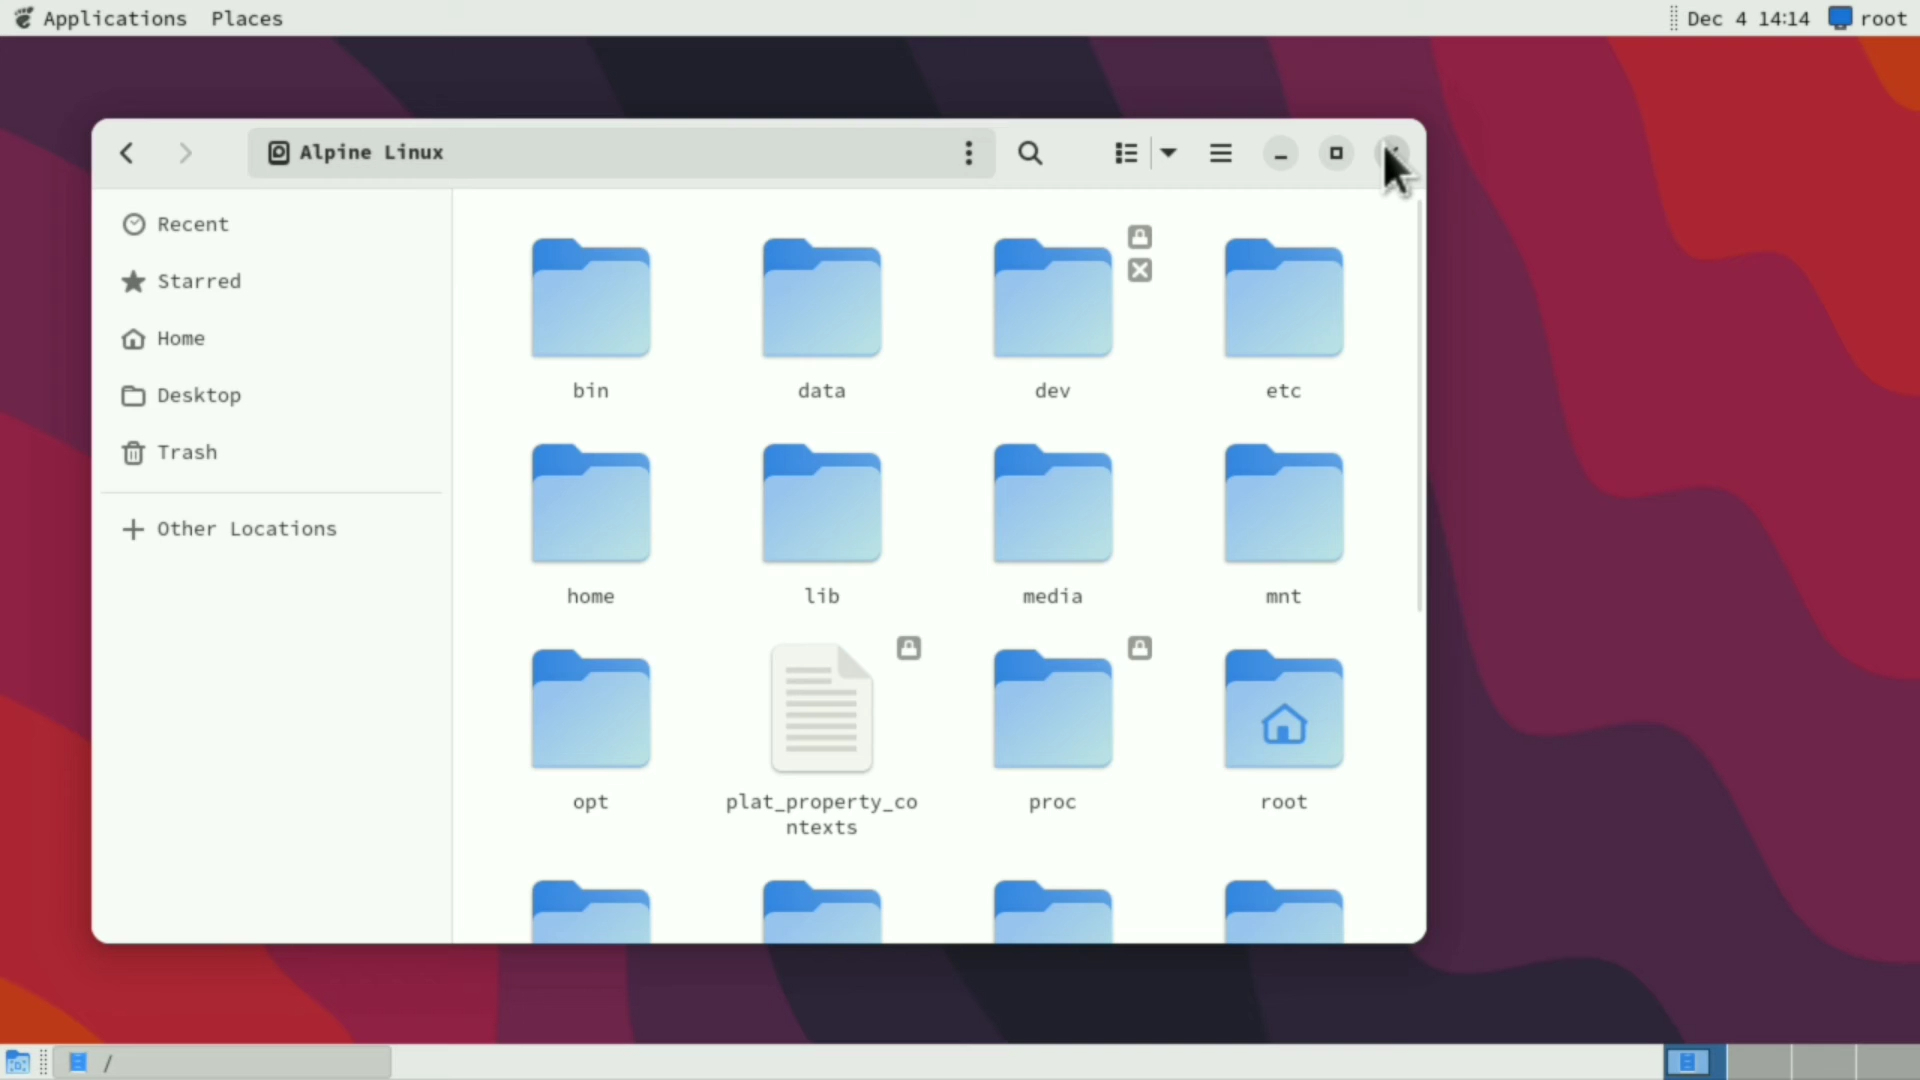 Applications Places
Dec 4 14:14 root
Alpine Linux
Recent
Starred
Home
Desktop
Trash
Other Locations
bin data dev etc
home lib media mnt
opt plat_property_co proc root
ntexts
/